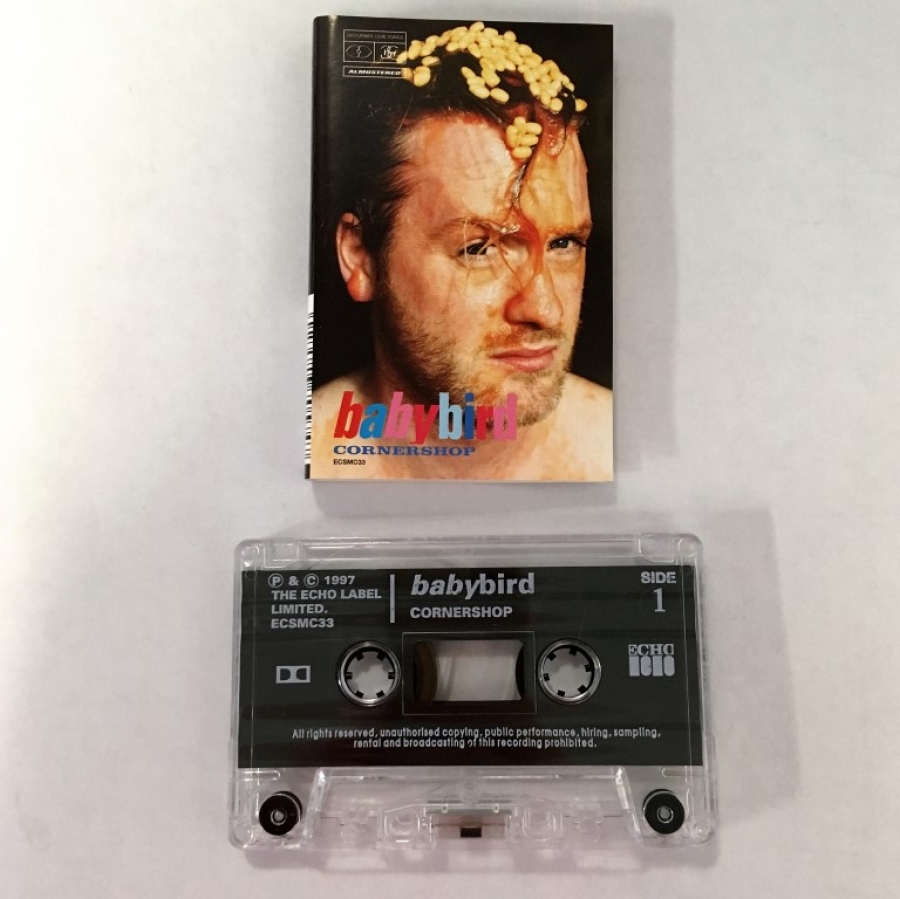 ALMOSTERED
babybird
CORNERSHOP
ECSMC33
Ⓟ & © 1997
THE ECHO LABEL
LIMITED.
ECSMC33
babybird
CORNERSHOP
SIDE
1
ECHO
All rights reserved, unauthorised copying, public performance, hiring, sampling,
rental and broadcasting of this recording prohibited.